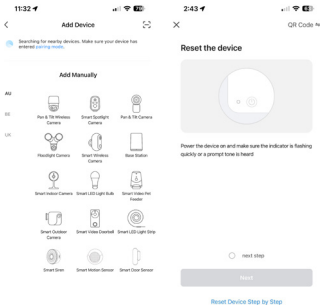 11:32
Add Device
Searching for nearby devices. Make sure your device has
entered pairing mode.
Add Manually
AU
Pan & Tilt Wireless
Camera
Smart Spotlight
Camera
Pan & Tilt Camera
UK
Floodlight Camera
Smart Wireless
Camera
Base Station
Smart Indoor Camera
Smart LED Light Bulb
Smart Video Pet
Feeder
Smart Outdoor
Camera
Smart Video Doorbell
Smart LED Light Strip
Smart Siren
Smart Motion Sensor
Smart Door Sensor
2:43
QR Code
Reset the device
Power the device on and make sure the indicator is flashing
quickly or a prompt tone is heard
next step
Next
Reset Device Step by Step